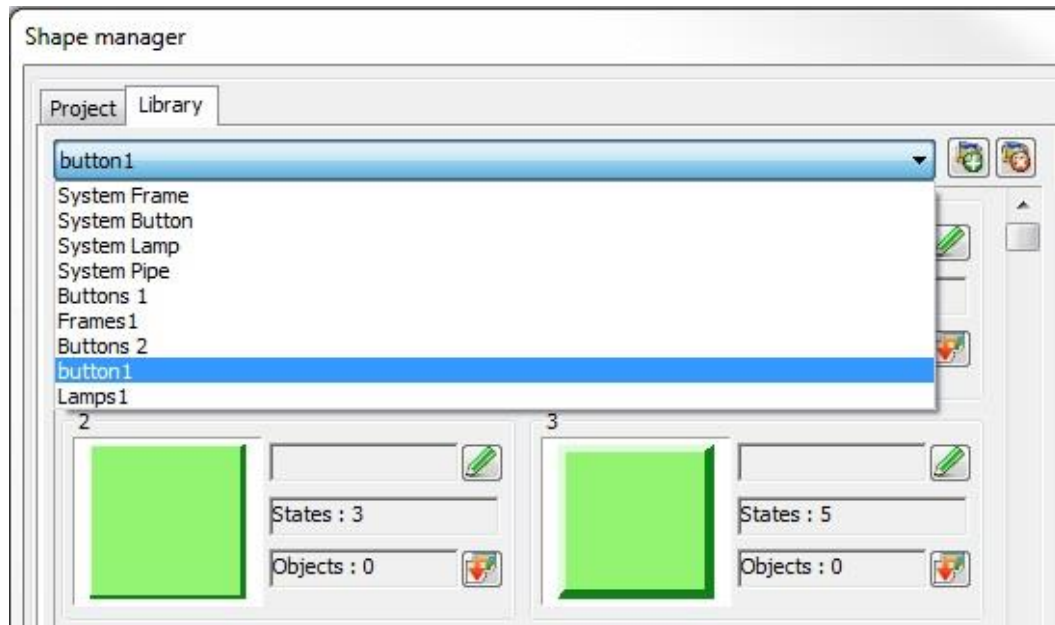 Shape manager
Project Library
button1
System Frame
System Button
System Lamp
System Pipe
Buttons 1
Frames1
Buttons 2
button1
Lamps1
2 3
States : 3 States : 5
Objects : 0 Objects : 0